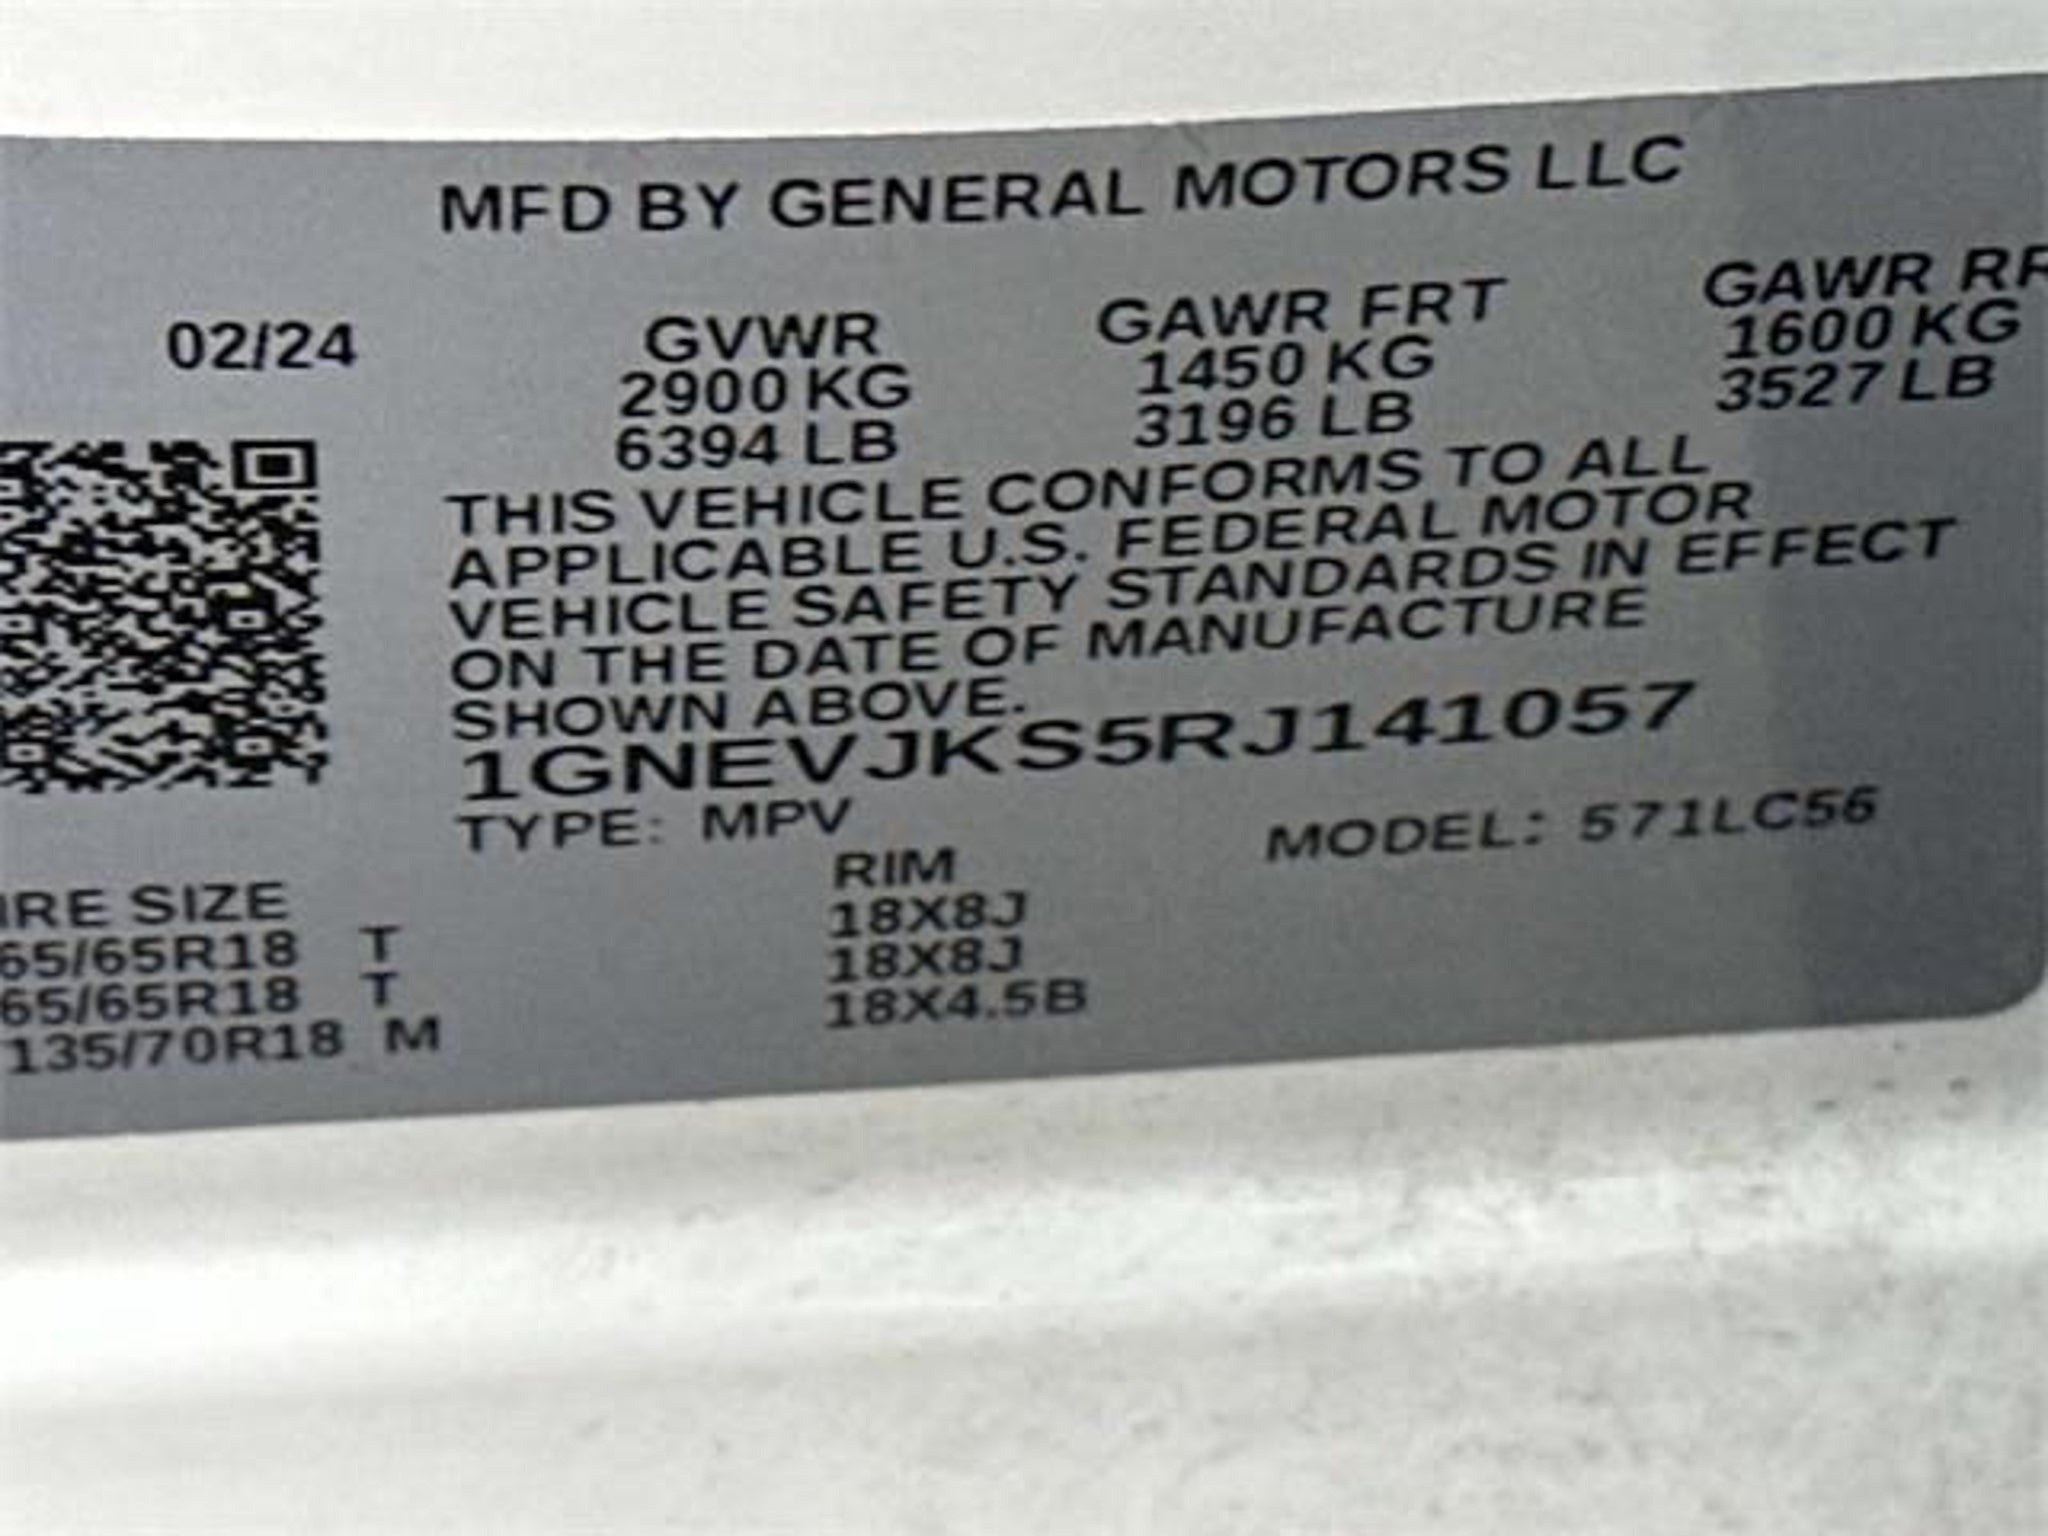 MFD BY GENERAL MOTORS LLC
02/24 GVWR GAWR FRT GAWR RR
2900 KG 1450 KG 1600 KG
6394 LB 3196 LB 3527 LB
THIS VEHICLE CONFORMS TO ALL
APPLICABLE U.S. FEDERAL MOTOR
VEHICLE SAFETY STANDARDS IN EFFECT
ON THE DATE OF MANUFACTURE
SHOWN ABOVE.
1GNEVJKS5RJ141057
TYPE: MPV MODEL: 571LC56
IRE SIZE RIM
65/65R18 T 18X8J
65/65R18 T 18X8J
135/70R18 M 18X4.5B